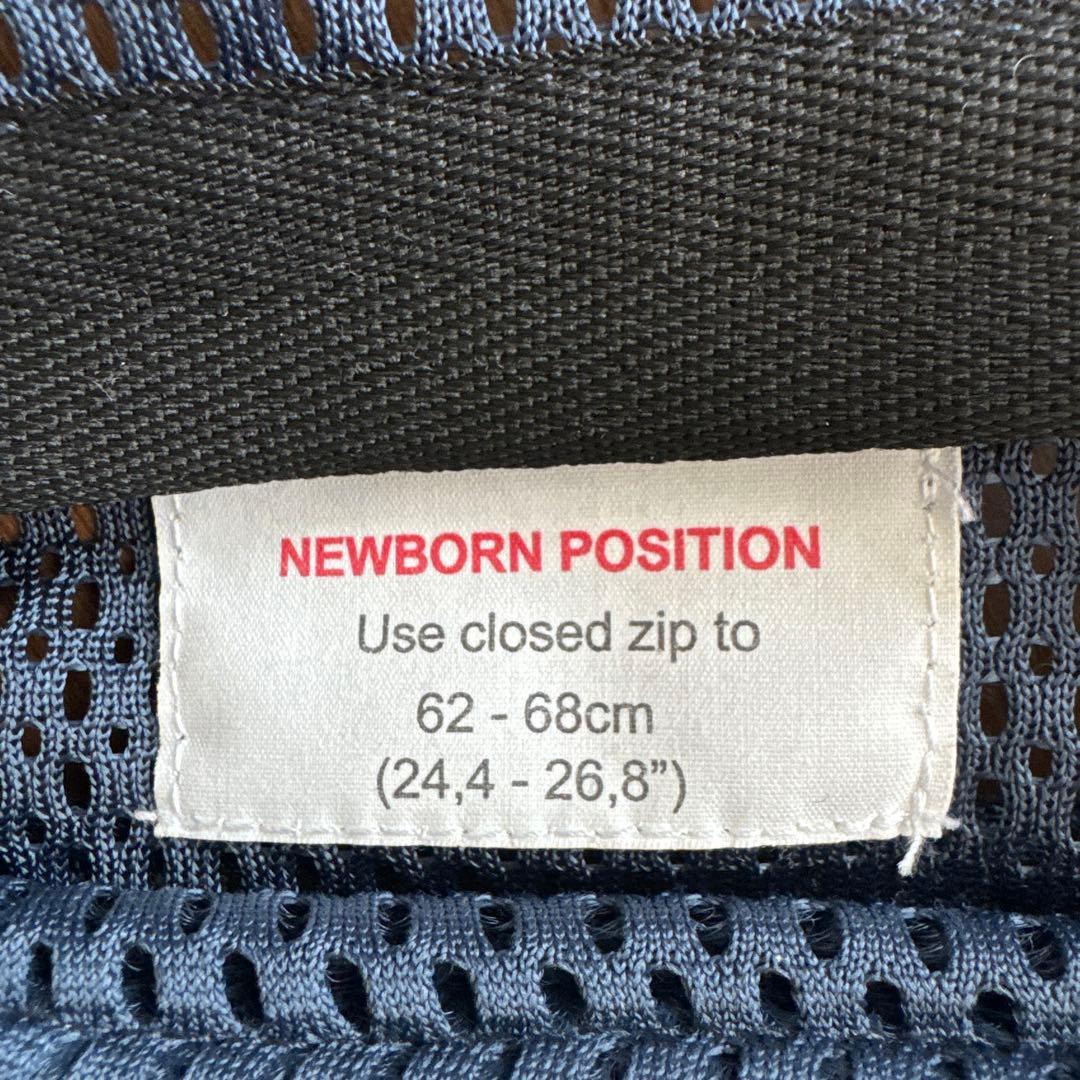 NEWBORN POSITION
Use closed zip to
62 - 68cm
(24,4 - 26,8”)